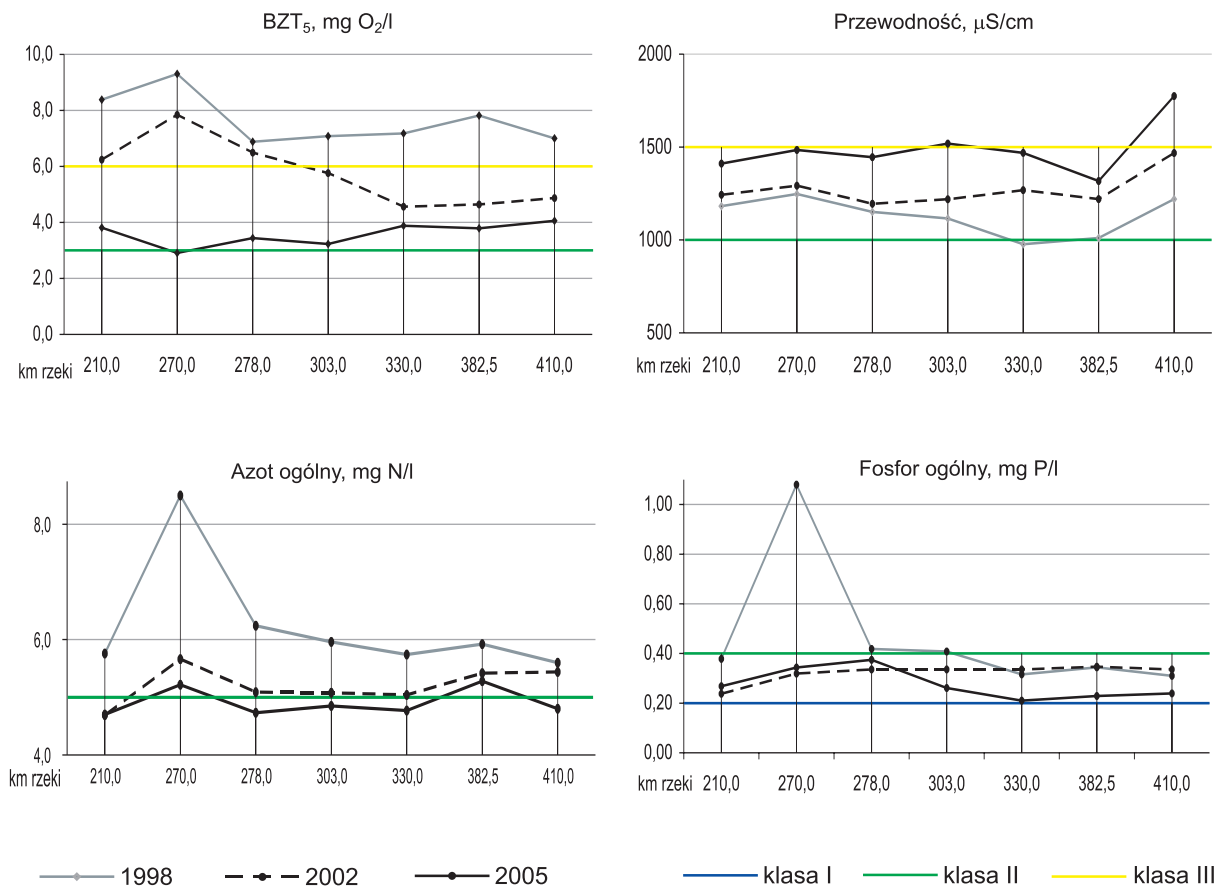 BZT5, mg O2/l
10,0
8,0
6,0
4,0
2,0
0,0
km rzeki 210,0 270,0 278,0 303,0 330,0 382,5 410,0
Przewodność, µS/cm
2000
1500
1000
500
km rzeki 210,0 270,0 278,0 303,0 330,0 382,5 410,0
Azot ogólny, mg N/l
8,0
6,0
5,0
4,0
km rzeki 210,0 270,0 278,0 303,0 330,0 382,5 410,0
Fosfor ogólny, mg P/l
1,00
0,80
0,60
0,40
0,20
0,00
km rzeki 210,0 270,0 278,0 303,0 330,0 382,5 410,0
1998 2002 2005
klasa I klasa II klasa III